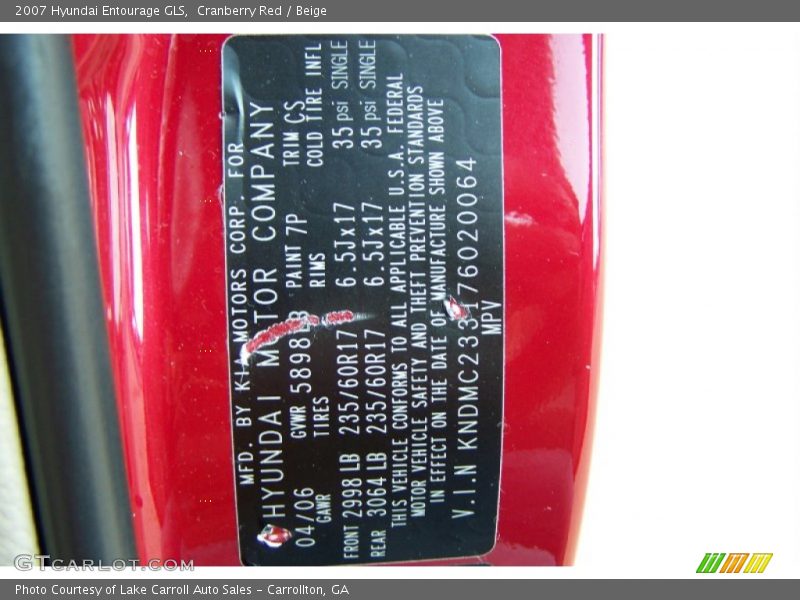 2007 Hyundai Entourage GLS,  Cranberry Red / Beige
MFD. BY KIA MOTORS CORP. FOR
HYUNDAI MOTOR COMPANY
04/06 GVWR 5898LB PAINT 7P TRIM CS
GAWR TIRES RIMS COLD TIRE INFL
FRONT 2998 LB 235/60R17 6.5Jx17 35 psi SINGLE
REAR 3064 LB 235/60R17 6.5Jx17 35 psi SINGLE
THIS VEHICLE CONFORMS TO ALL APPLICABLE U.S.A. FEDERAL
MOTOR VEHICLE SAFETY AND THEFT PREVENTION STANDARDS
IN EFFECT ON THE DATE OF MANUFACTURE SHOWN ABOVE
V.I.N KNDMC233176020064
MPV
GTCARLOT.COM
Photo Courtesy of Lake Carroll Auto Sales - Carrollton, GA